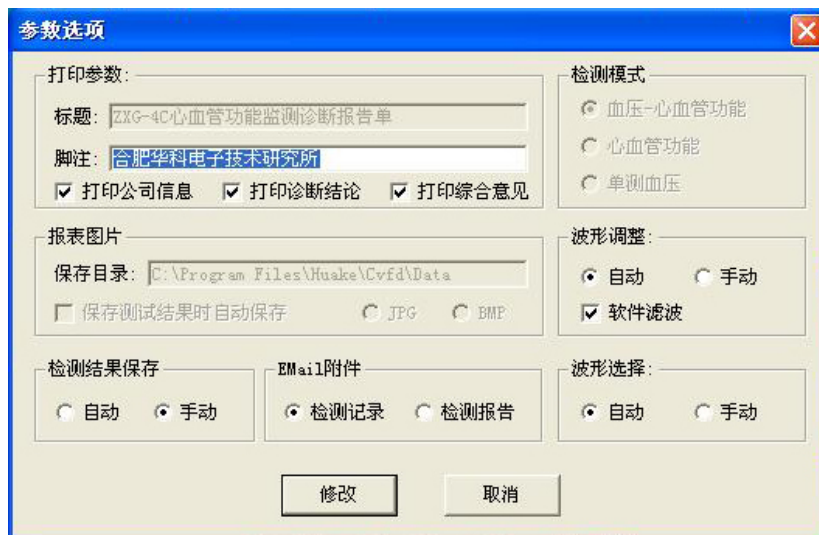 参数选项
打印参数:
标题: ZXG-4C心血管功能监测诊断报告单
脚注: 合肥华科电子技术研究所
打印公司信息 打印诊断结论 打印综合意见
检测模式
血压-心血管功能
心血管功能
单测血压
报表图片
保存目录: C:\Program Files\Huake\Cvfd\Data
保存测试结果时自动保存 JPG BMP
波形调整:
自动 手动
软件滤波
检测结果保存
自动 手动
EMail附件
检测记录 检测报告
波形选择:
自动 手动
修改 取消